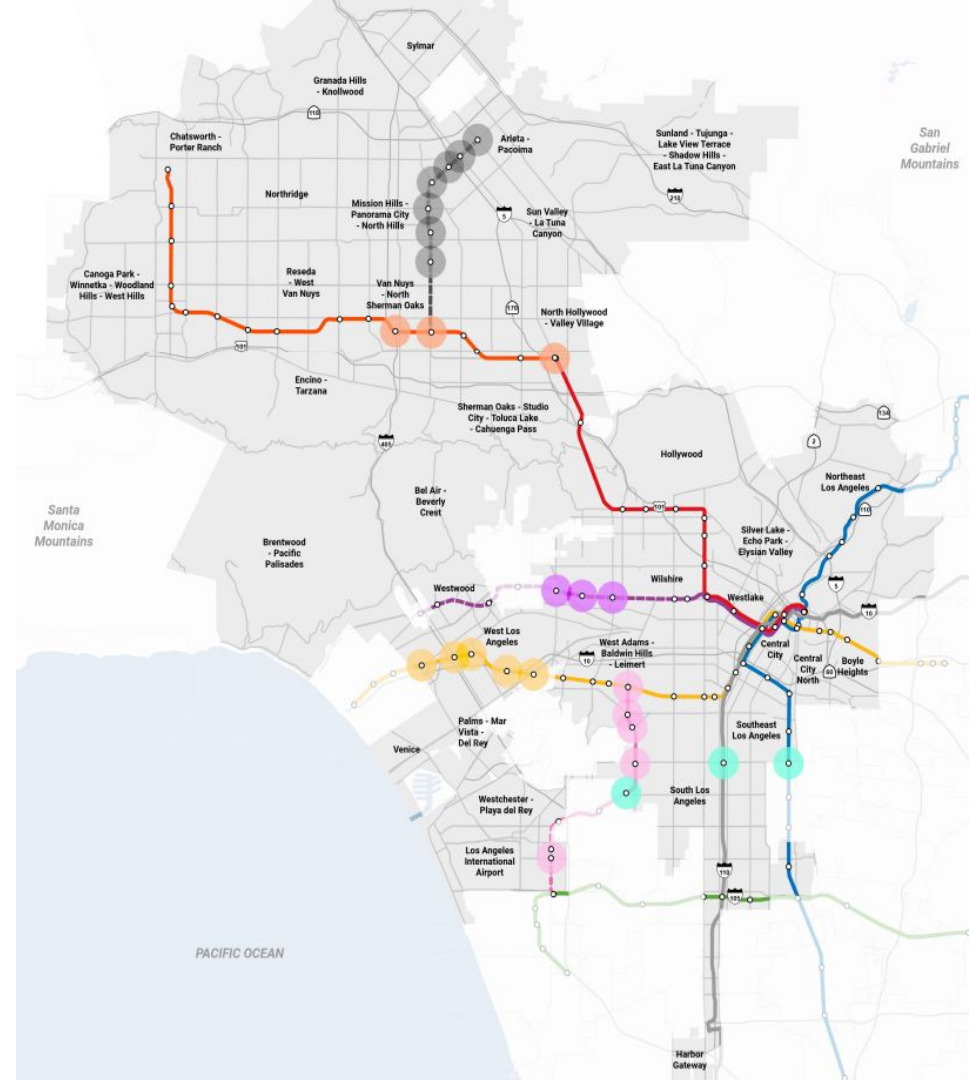 Sylmar
Granada Hills
- Knollwood
118
Chatsworth -
Porter Ranch
Arleta -
Pacoima
Sunland - Tujunga -
Lake View Terrace
- Shadow Hills -
East La Tuna Canyon
San
Gabriel
Mountains
210
Northridge
Mission Hills -
Panorama City
- North Hills
5
Sun Valley
- La Tuna
Canyon
Canoga Park -
Winnetka - Woodland
Hills - West Hills
Reseda
- West
Van Nuys
Van Nuys
- North
Sherman Oaks
170
North Hollywood
- Valley Village
101
Encino -
Tarzana
Sherman Oaks - Studio
City - Toluca Lake
- Cahuenga Pass
134
405
2
Hollywood
Northeast
Los Angeles
Bel Air -
Beverly
Crest
101
110
Santa
Monica
Mountains
Brentwood
- Pacific
Palisades
Silver Lake -
Echo Park -
Elysian Valley
Westwood
Wilshire
5
Westlake
10
West Los
Angeles
West Adams -
Baldwin Hills
- Leimert
10
Central
City
Central
City
North
60
Boyle
Heights
Palms - Mar
Vista -
Del Rey
Venice
Southeast
Los Angeles
Westchester -
Playa del Rey
South Los
Angeles
Los Angeles
International
Airport
110
105
PACIFIC OCEAN
Harbor
Gateway